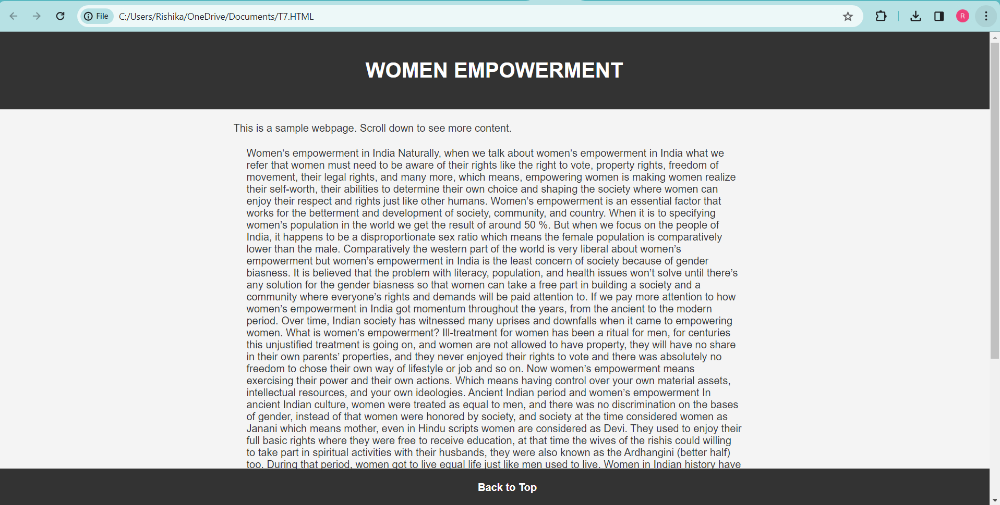 File C:/Users/Rishika/OneDrive/Documents/T7.HTML R
WOMEN EMPOWERMENT
This is a sample webpage. Scroll down to see more content.
Women’s empowerment in India Naturally, when we talk about women’s empowerment in India what we
refer that women must need to be aware of their rights like the right to vote, property rights, freedom of
movement, their legal rights, and many more, which means, empowering women is making women realize
their self-worth, their abilities to determine their own choice and shaping the society where women can
enjoy their respect and rights just like other humans. Women’s empowerment is an essential factor that
works for the betterment and development of society, community, and country. When it is to specifying
women’s population in the world we get the result of around 50 %. But when we focus on the people of
India, it happens to be a disproportionate sex ratio which means the female population is comparatively
lower than the male. Comparatively the western part of the world is very liberal about women’s
empowerment but women’s empowerment in India is the least concern of society because of gender
biasness. It is believed that the problem with literacy, population, and health issues won’t solve until there’s
any solution for the gender biasness so that women can take a free part in building a society and a
community where everyone’s rights and demands will be paid attention to. If we pay more attention to how
women’s empowerment in India got momentum throughout the years, from the ancient to the modern
period. Over time, Indian society has witnessed many uprises and downfalls when it came to empowering
women. What is women’s empowerment? Ill-treatment for women has been a ritual for men, for centuries
this unjustified treatment is going on, and women are not allowed to have property, they will have no share
in their own parents’ properties, and they never enjoyed their rights to vote and there was absolutely no
freedom to chose their own way of lifestyle or job and so on. Now women’s empowerment means
exercising their power and their own actions. Which means having control over your own material assets,
intellectual resources, and your own ideologies. Ancient Indian period and women’s empowerment In
ancient Indian culture, women were treated as equal to men, and there was no discrimination on the bases
of gender, instead of that women were honored by society, and society at the time considered women as
Janani which means mother, even in Hindu scripts women are considered as Devi. They used to enjoy their
full basic rights where they were free to receive education, at that time the wives of the rishis could willing
to take part in spiritual activities with their husbands, they were also known as the Ardhangini (better half)
too. During that period, women got to live equal life just like men used to live. Women in Indian history have
Back to Top